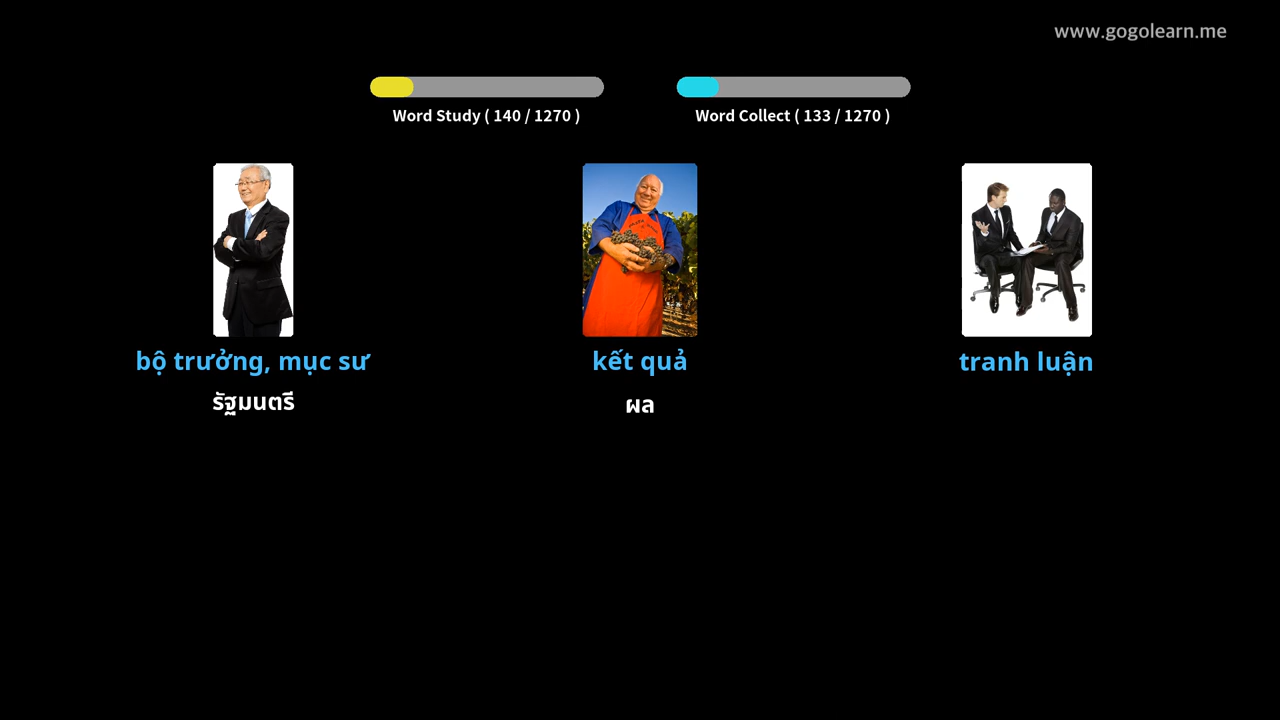 www.gogolearn.me
Word Study ( 140 / 1270 )
Word Collect ( 133 / 1270 )
bộ trưởng, mục sư
kết quả
tranh luận
รัฐมนตรี
ผล